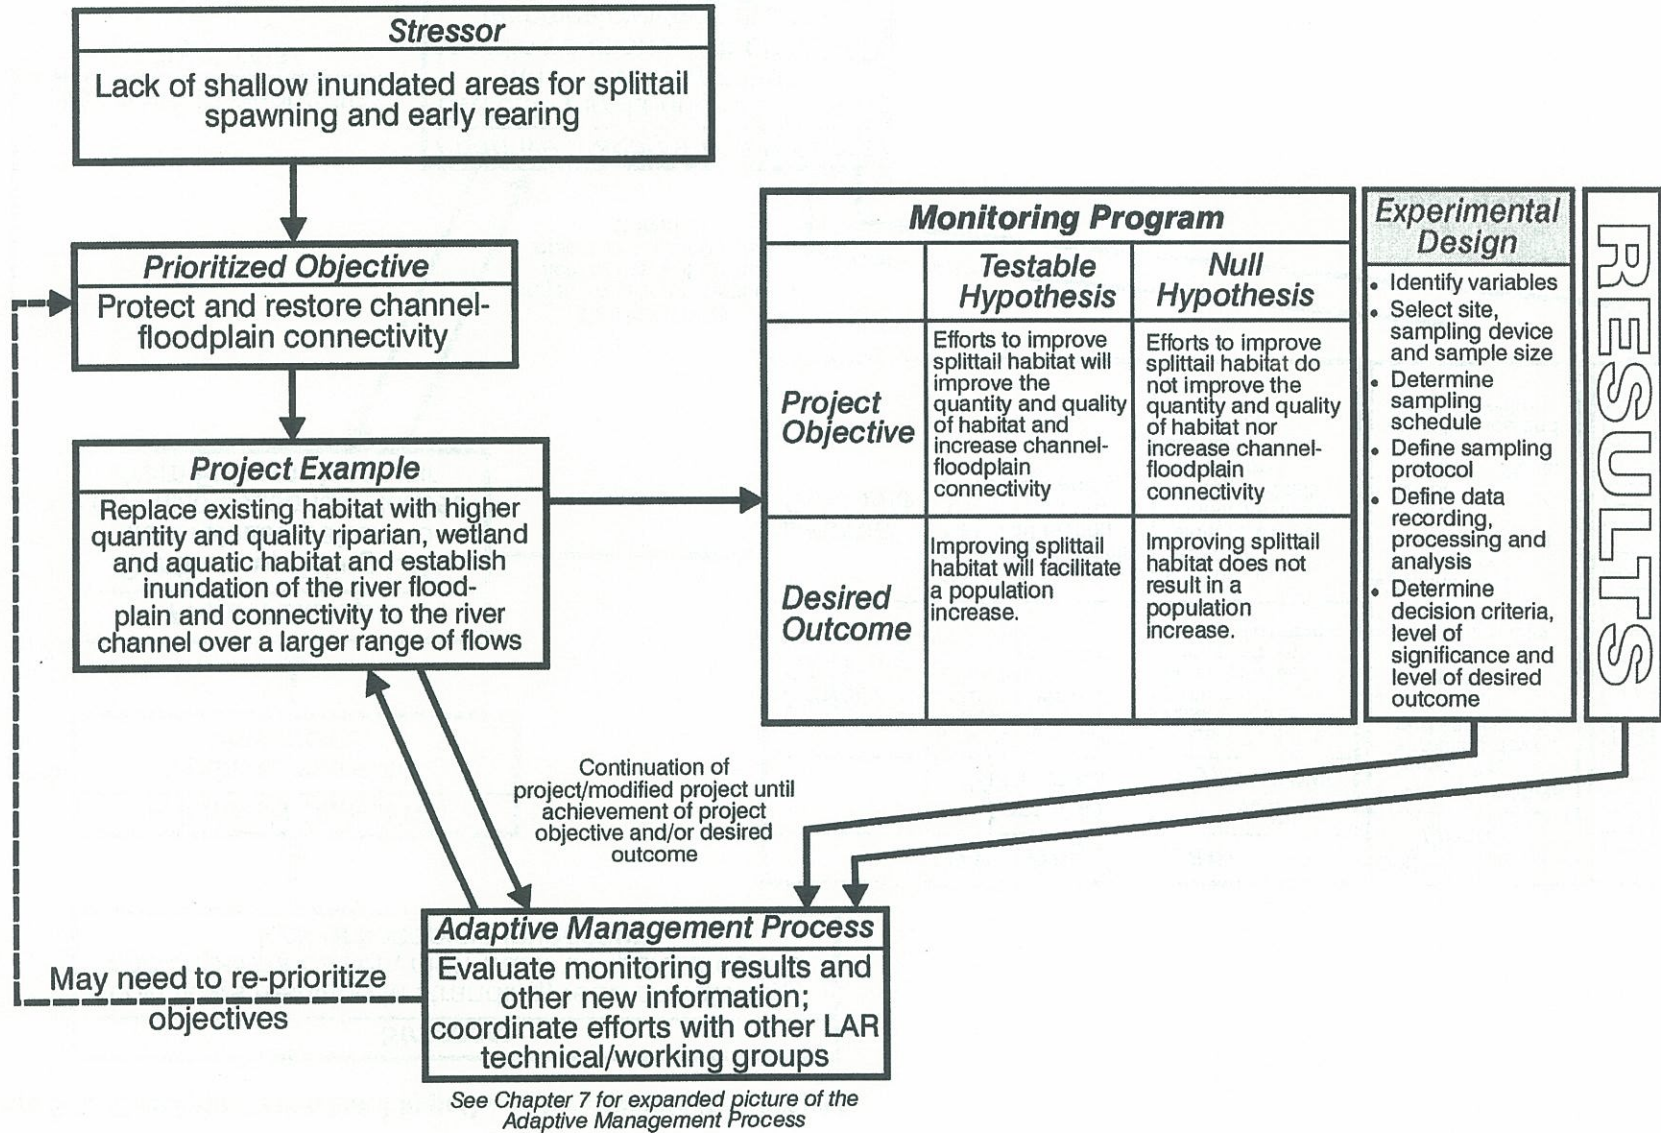 Stressor
Lack of shallow inundated areas for splittail
spawning and early rearing
Prioritized Objective
Protect and restore channel-
floodplain connectivity
Project Example
Replace existing habitat with higher
quantity and quality riparian, wetland
and aquatic habitat and establish
inundation of the river flood-
plain and connectivity to the river
channel over a larger range of flows
Monitoring Program
Testable
Hypothesis
Null
Hypothesis
Project
Objective
Efforts to improve
splittail habitat will
improve the
quantity and quality
of habitat and
increase channel-
floodplain
connectivity
Efforts to improve
splittail habitat do
not improve the
quantity and quality
of habitat nor
increase channel-
floodplain
connectivity
Desired
Outcome
Improving splittail
habitat will facilitate
a population
increase.
Improving splittail
habitat does not
result in a
population
increase.
Experimental
Design
• Identify variables
• Select site,
sampling device
and sample size
• Determine
sampling
schedule
• Define sampling
protocol
• Define data
recording,
processing and
analysis
• Determine
decision criteria,
level of
significance and
level of desired
outcome
RESULTS
Continuation of
project/modified project until
achievement of project
objective and/or desired
outcome
Adaptive Management Process
Evaluate monitoring results and
other new information;
coordinate efforts with other LAR
technical/working groups
May need to re-prioritize
objectives
See Chapter 7 for expanded picture of the
Adaptive Management Process